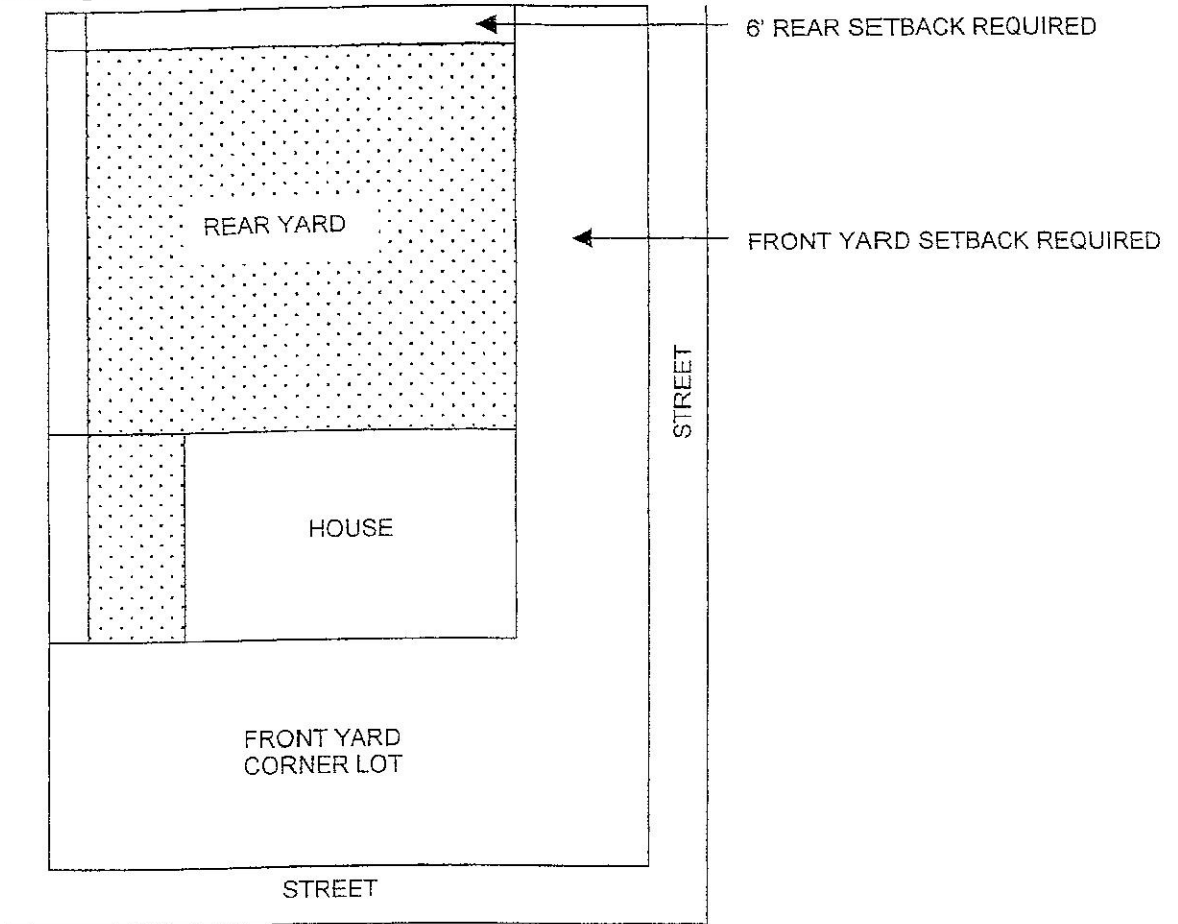 6' REAR SETBACK REQUIRED
REAR YARD
FRONT YARD SETBACK REQUIRED
STREET
HOUSE
FRONT YARD
CORNER LOT
STREET